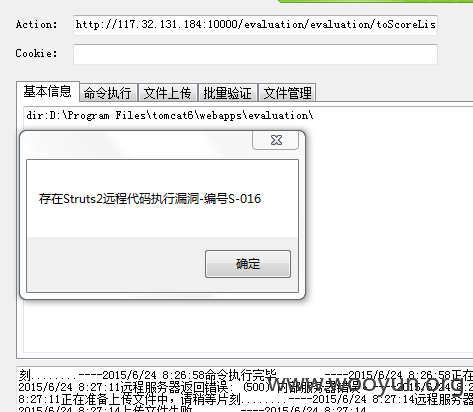 Action: http://117.32.131.184:10000/evaluation/evaluation/toScoreLis
Cookie:
基本信息 命令执行 文件上传 批量验证 文件管理
dir:D:\Program Files\tomcat6\webapps\evaluation\
存在Struts2远程代码执行漏洞-编号S-016
确定
刻........----2015/6/24 8:26:58命令执行完毕........----2015/6/24 8:26:58正在
2015/6/24 8:27:11远程服务器返回错误: (500) 内部服务器错误
8:27:11正在准备上传文件中，请稍等片刻........----2015/6/24 8:27:14
2015/6/24 8:27:14上传文件失败........----2015/6/24 8:27:14
www.wooyun.org